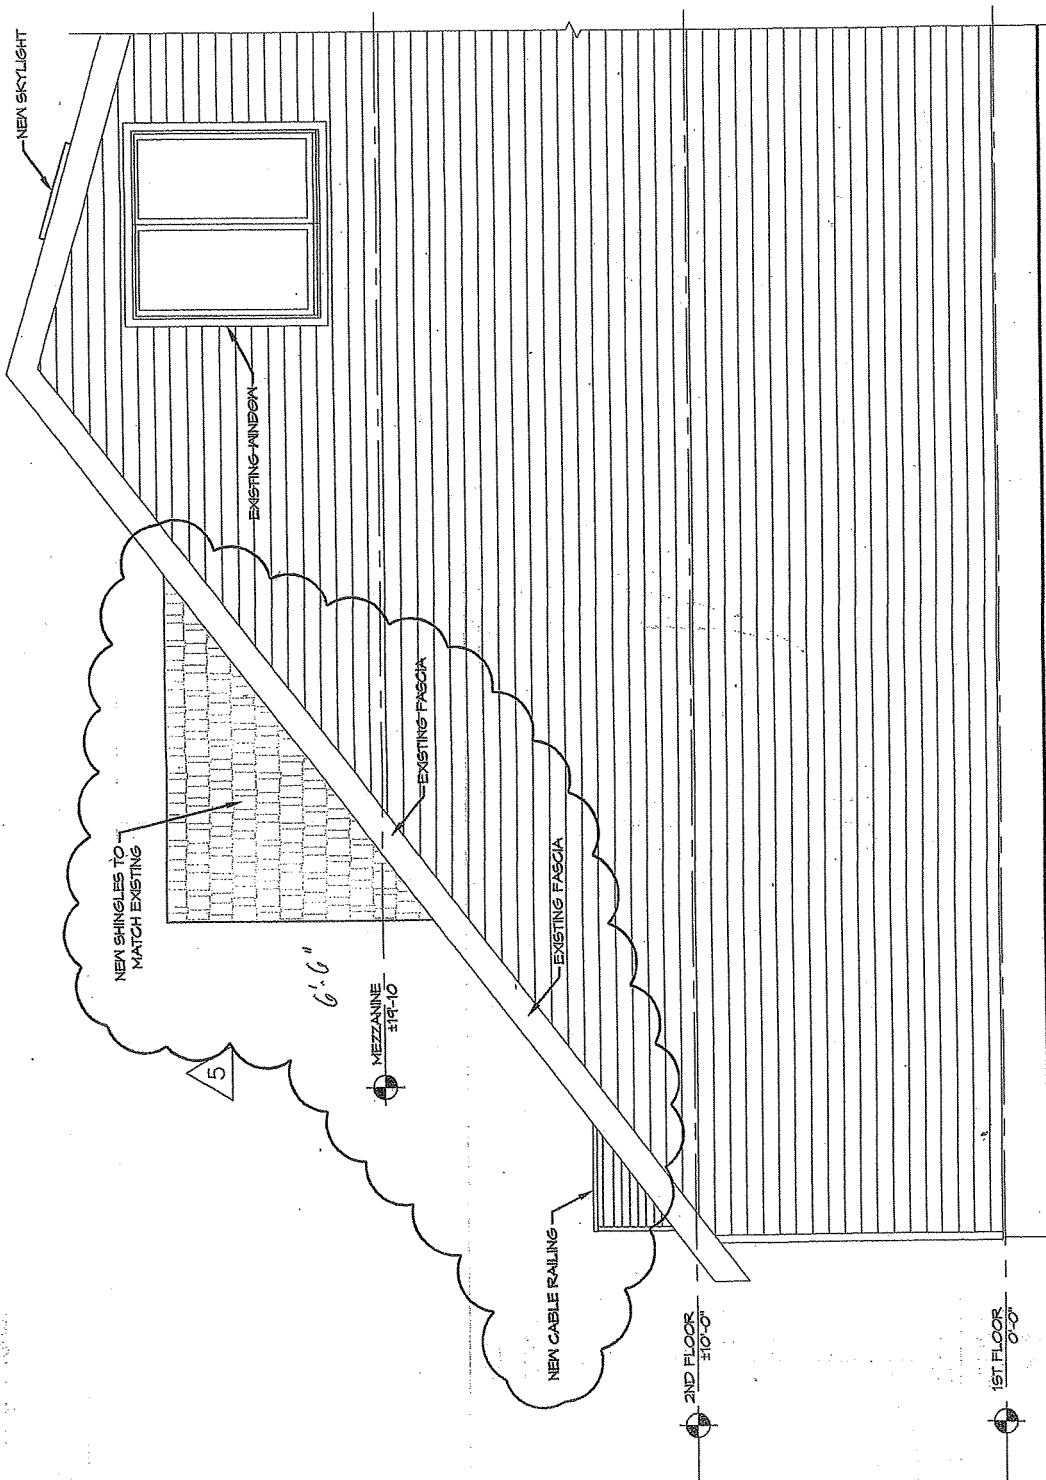 NEW SKYLIGHT
EXISTING WINDOW
NEW SHINGLES TO
MATCH EXISTING
EXISTING FASCIA
EXISTING FASCIA
6'-6"
5
MEZZANINE
±19'-10
NEW CABLE RAILING
2ND FLOOR
±10'-0"
1ST FLOOR
0'-0"